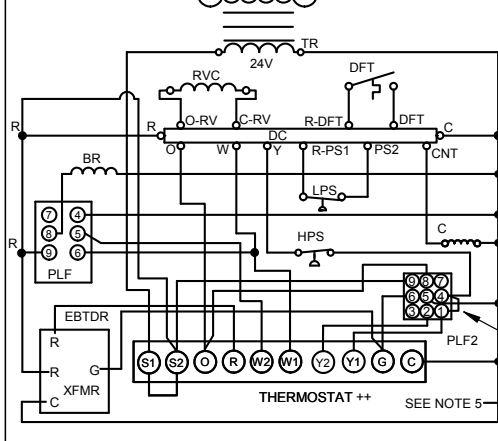 TR
24V
RVC
DFT
O-RV C-RV R-DFT DFT
R R DC C
O W Y R-PS1 PS2 CNT
BR
LPS
7 4
8 5
9 6
R
PLF
HPS
C
9 8 7
6 5 4
3 2 1
PLF2
EBTDR
R
R G
XFMR
C
S1 S2 O R W2 W1 Y2 Y1 G C
THERMOSTAT ++
SEE NOTE 5